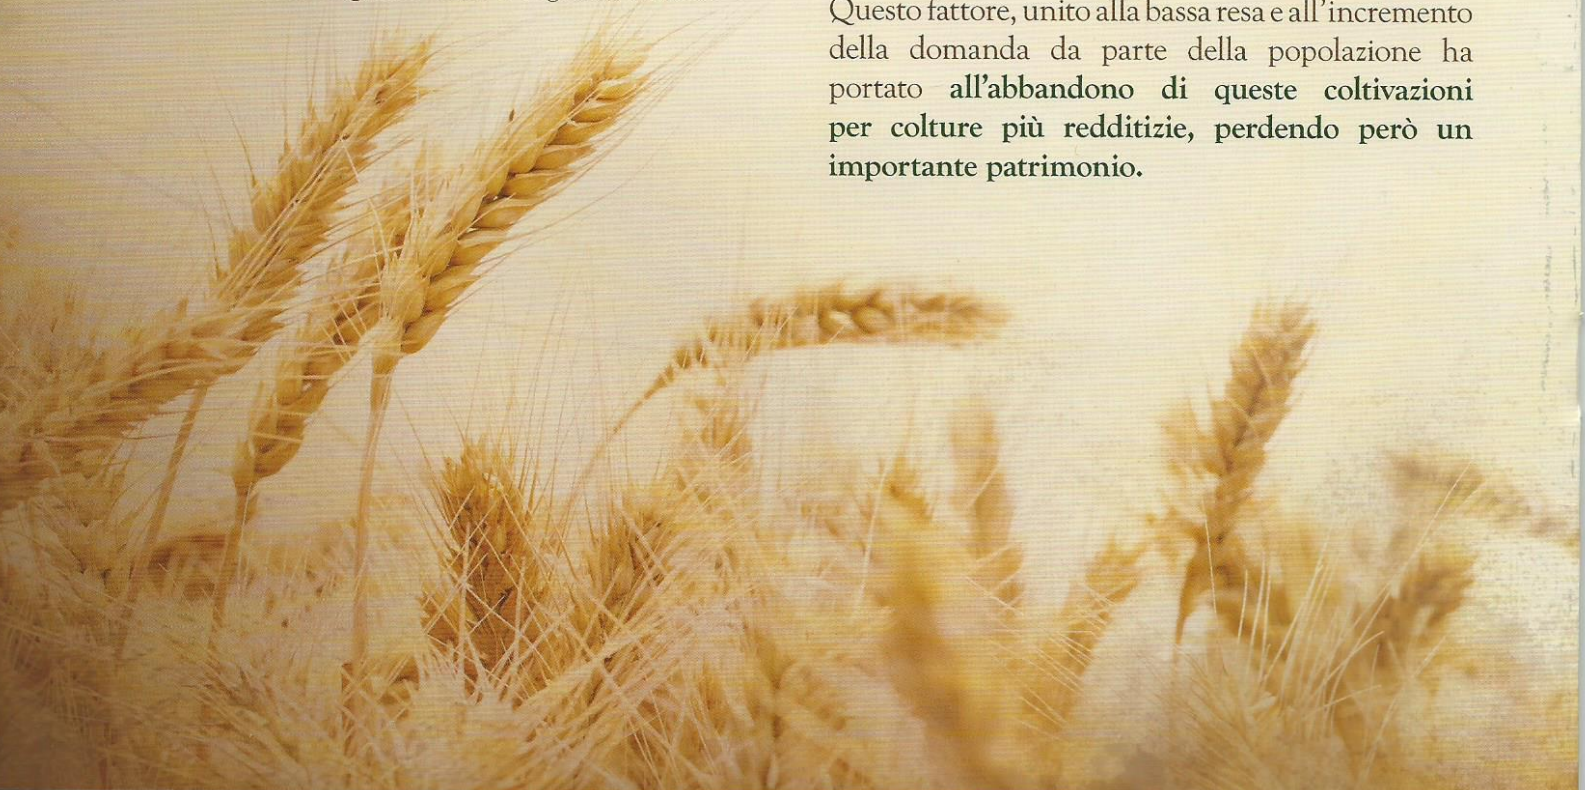 Questo fattore, unito alla bassa resa e all'incremento
della domanda da parte della popolazione ha
portato all'abbandono di queste coltivazioni
per colture più redditizie, perdendo però un
importante patrimonio.